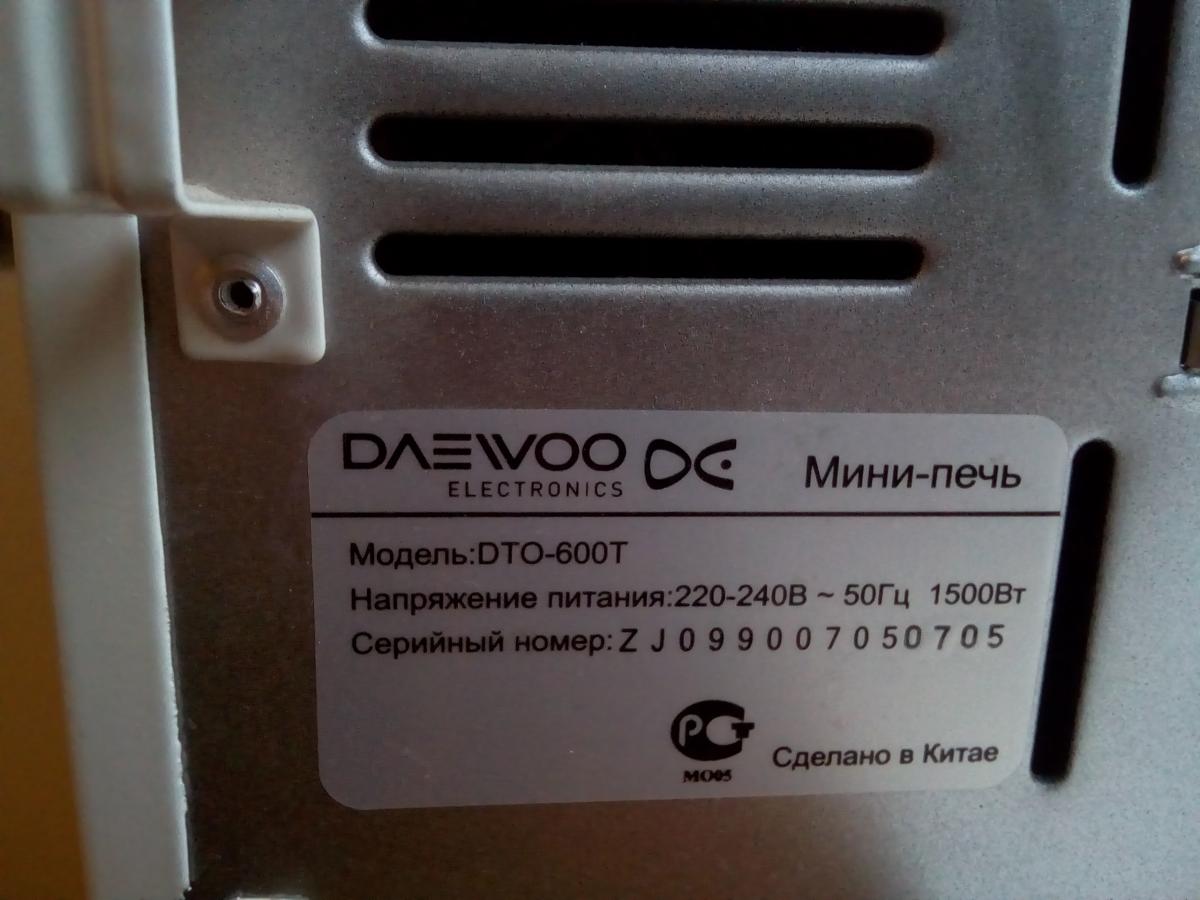 DAEWOO
ELECTRONICS
Мини-печь
Модель:DTO-600T
Напряжение питания:220-240В ~ 50Гц 1500Вт
Серийный номер: Z J 0 9 9 0 0 7 0 5 0 7 0 5
РСТ
МО05
Сделано в Китае